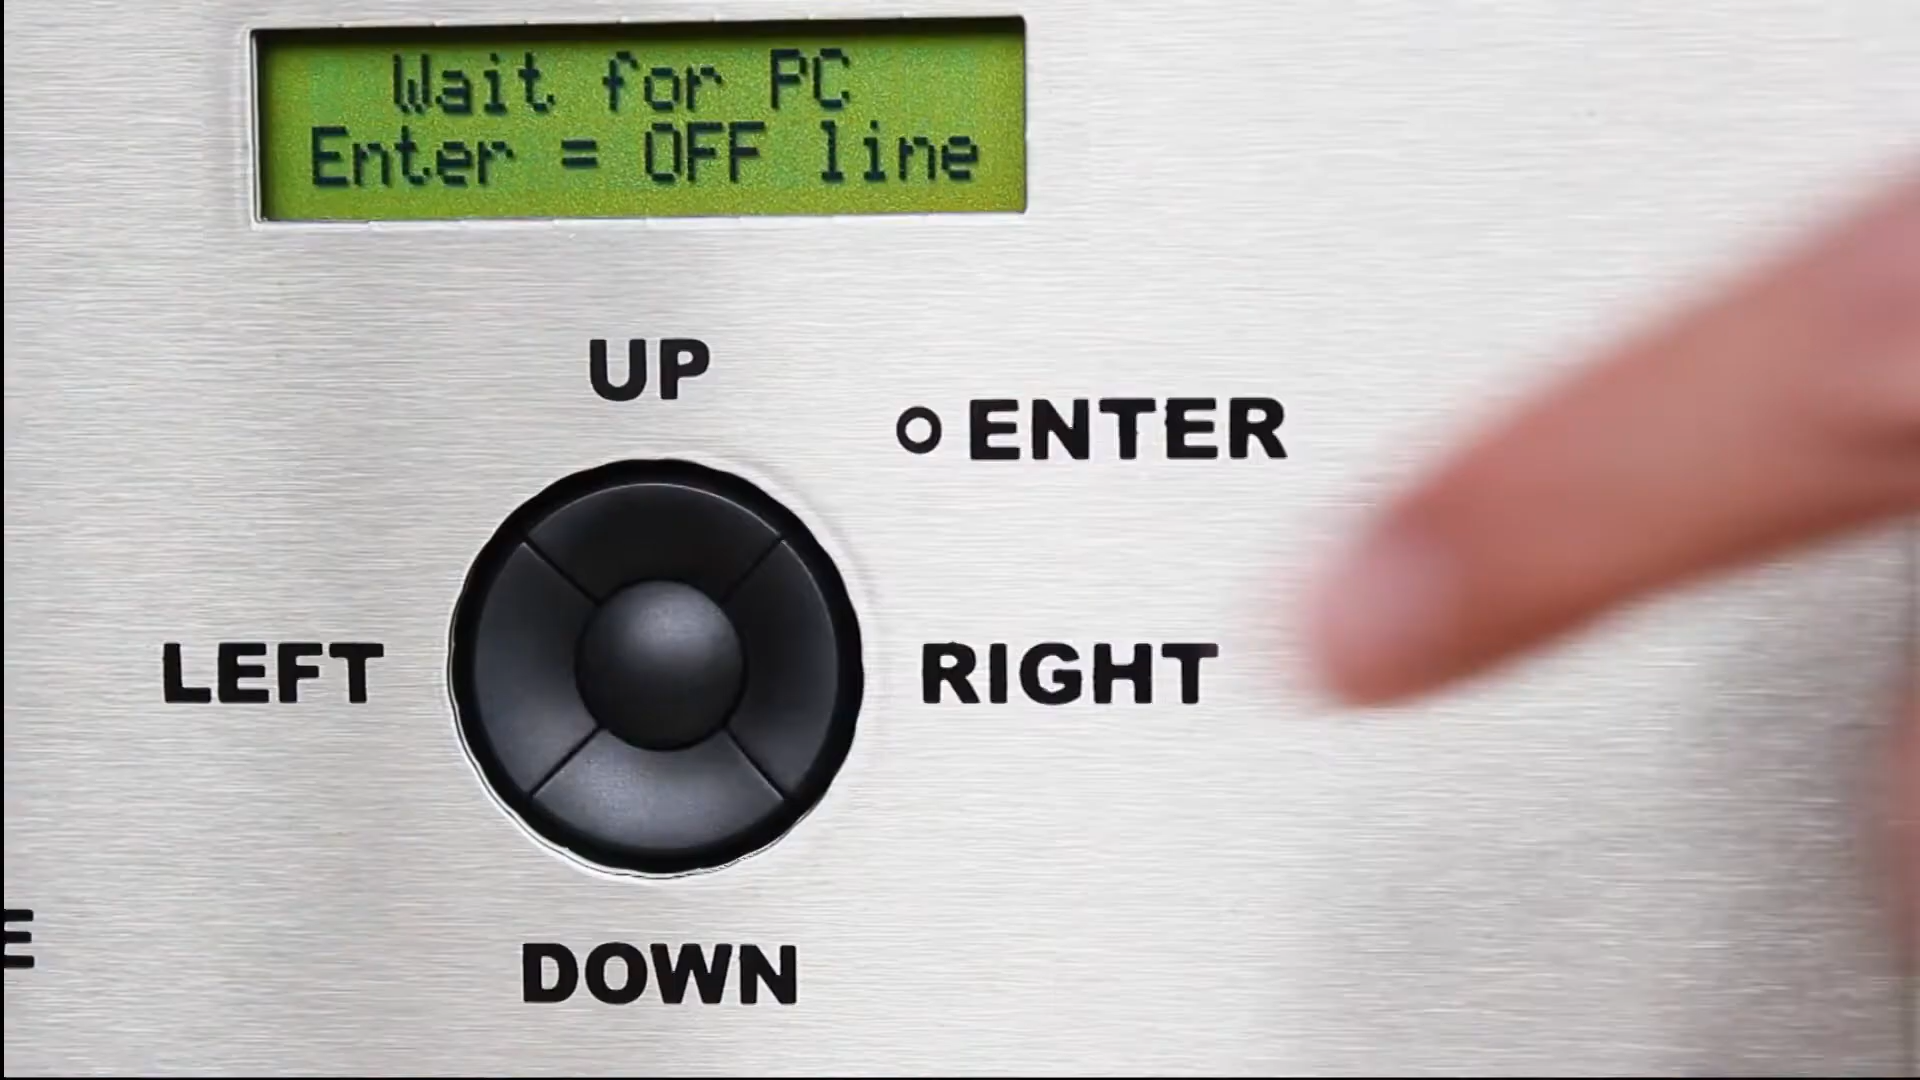 Wait for PC
Enter = OFF line
UP
ENTER
LEFT
RIGHT
DOWN
E